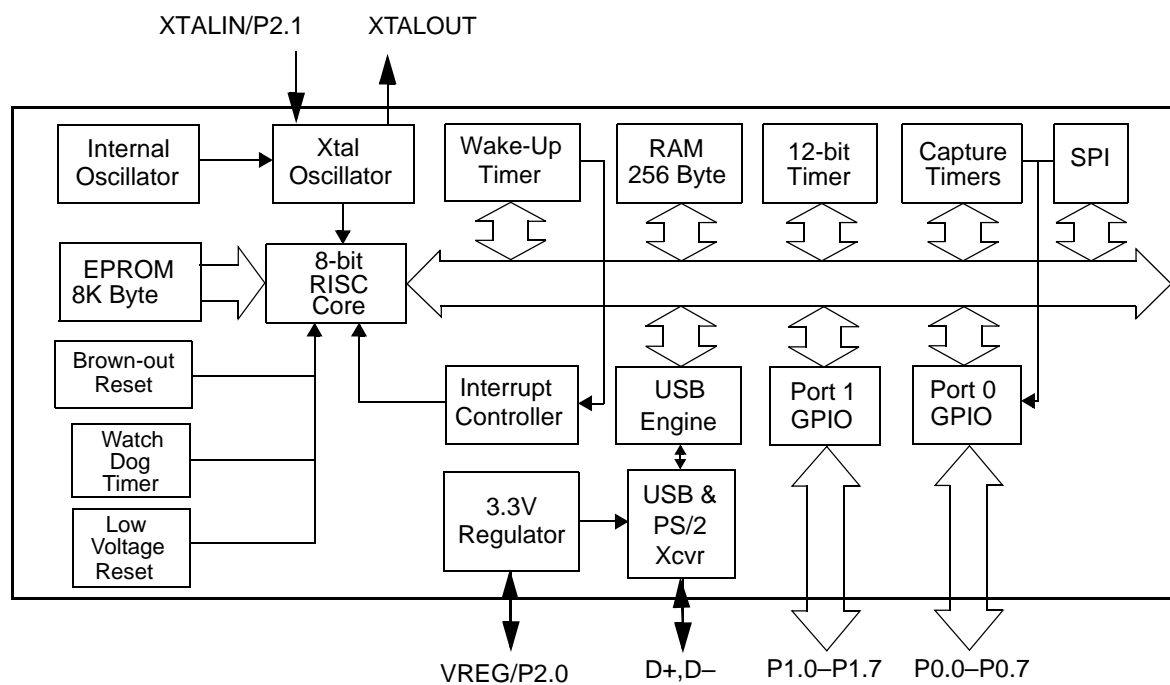 XTALIN/P2.1
XTALOUT
Internal
Oscillator
Xtal
Oscillator
Wake-Up
Timer
RAM
256 Byte
12-bit
Timer
Capture
Timers
SPI
EPROM
8K Byte
8-bit
RISC
Core
Brown-out
Reset
Watch
Dog
Timer
Low
Voltage
Reset
Interrupt
Controller
USB
Engine
Port 1
GPIO
Port 0
GPIO
3.3V
Regulator
USB &
PS/2
Xcvr
VREG/P2.0
D+,D–
P1.0–P1.7
P0.0–P0.7